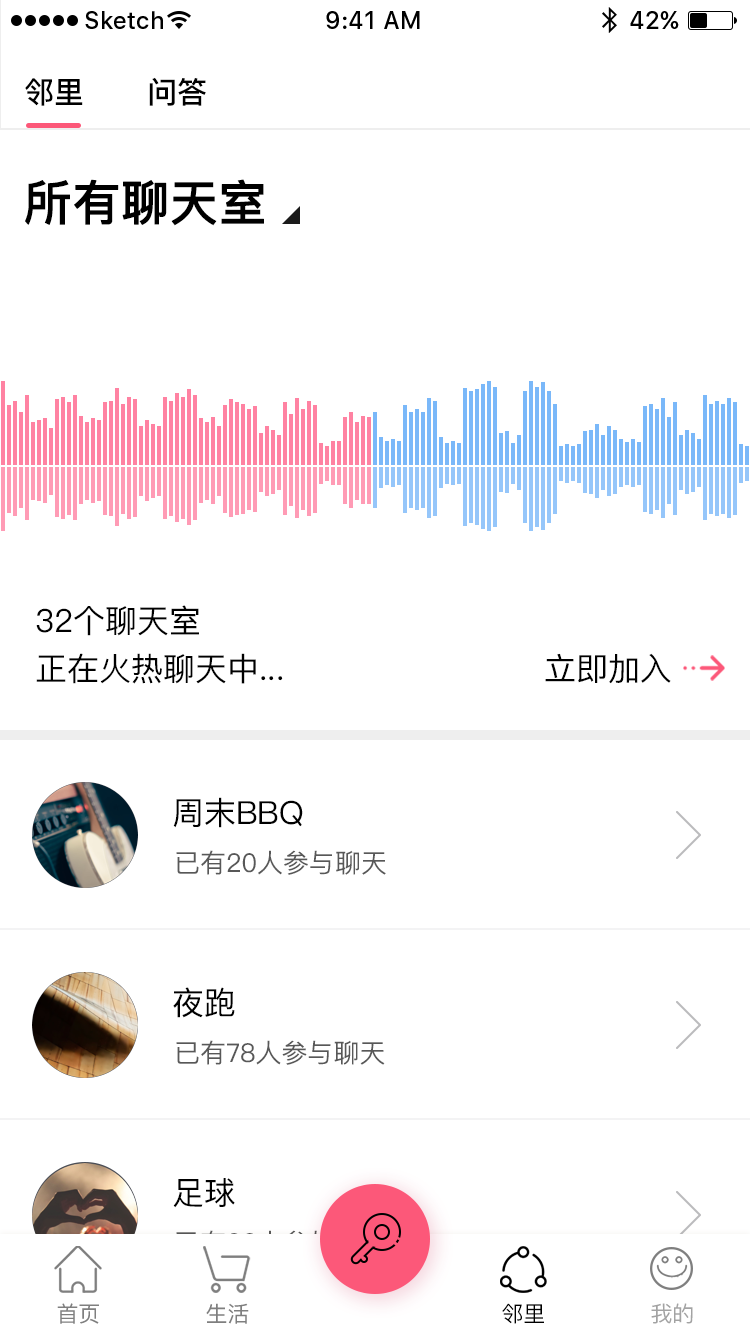 Sketch 9:41 AM 42%
邻里 问答
所有聊天室
32个聊天室
正在火热聊天中... 立即加入
周末BBQ
已有20人参与聊天
夜跑
已有78人参与聊天
足球
首页 生活 邻里 我的